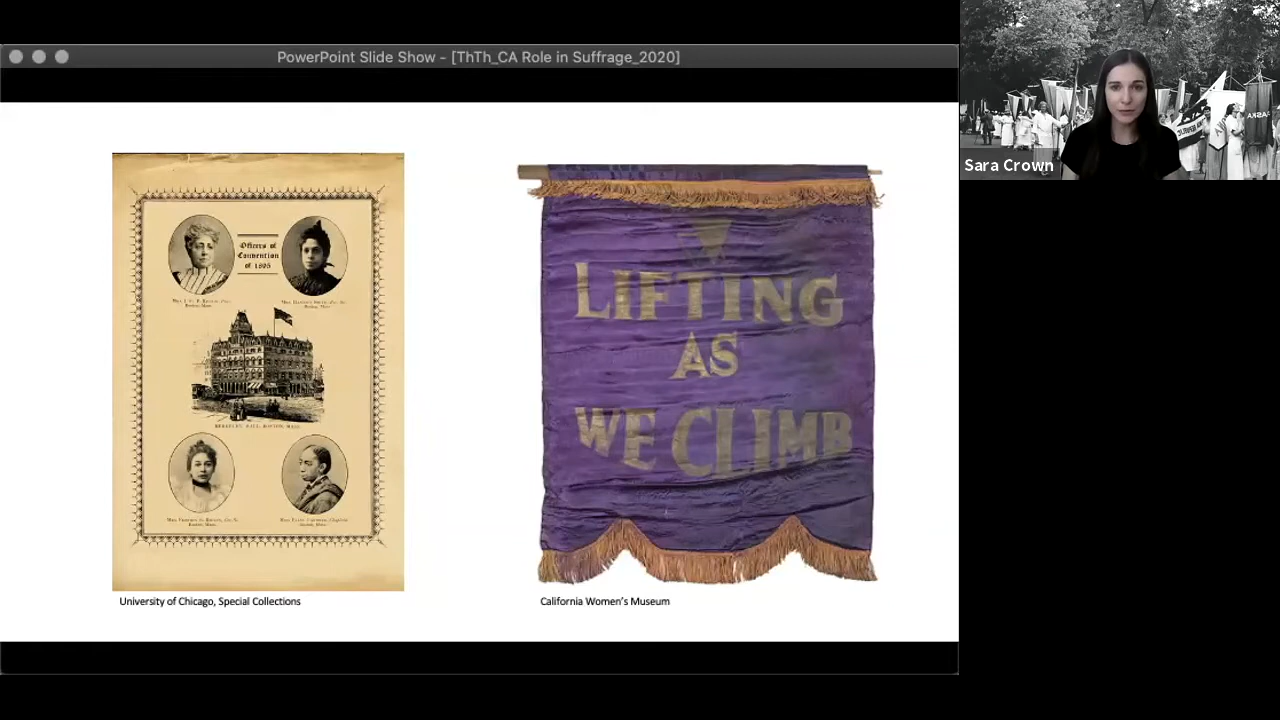 PowerPoint Slide Show - [ThTh_CA Role in Suffrage_2020]
Sara Crown
Officers of
Convention
of 1895
LIFTING
AS
WE CLIMB
University of Chicago, Special Collections
California Women's Museum